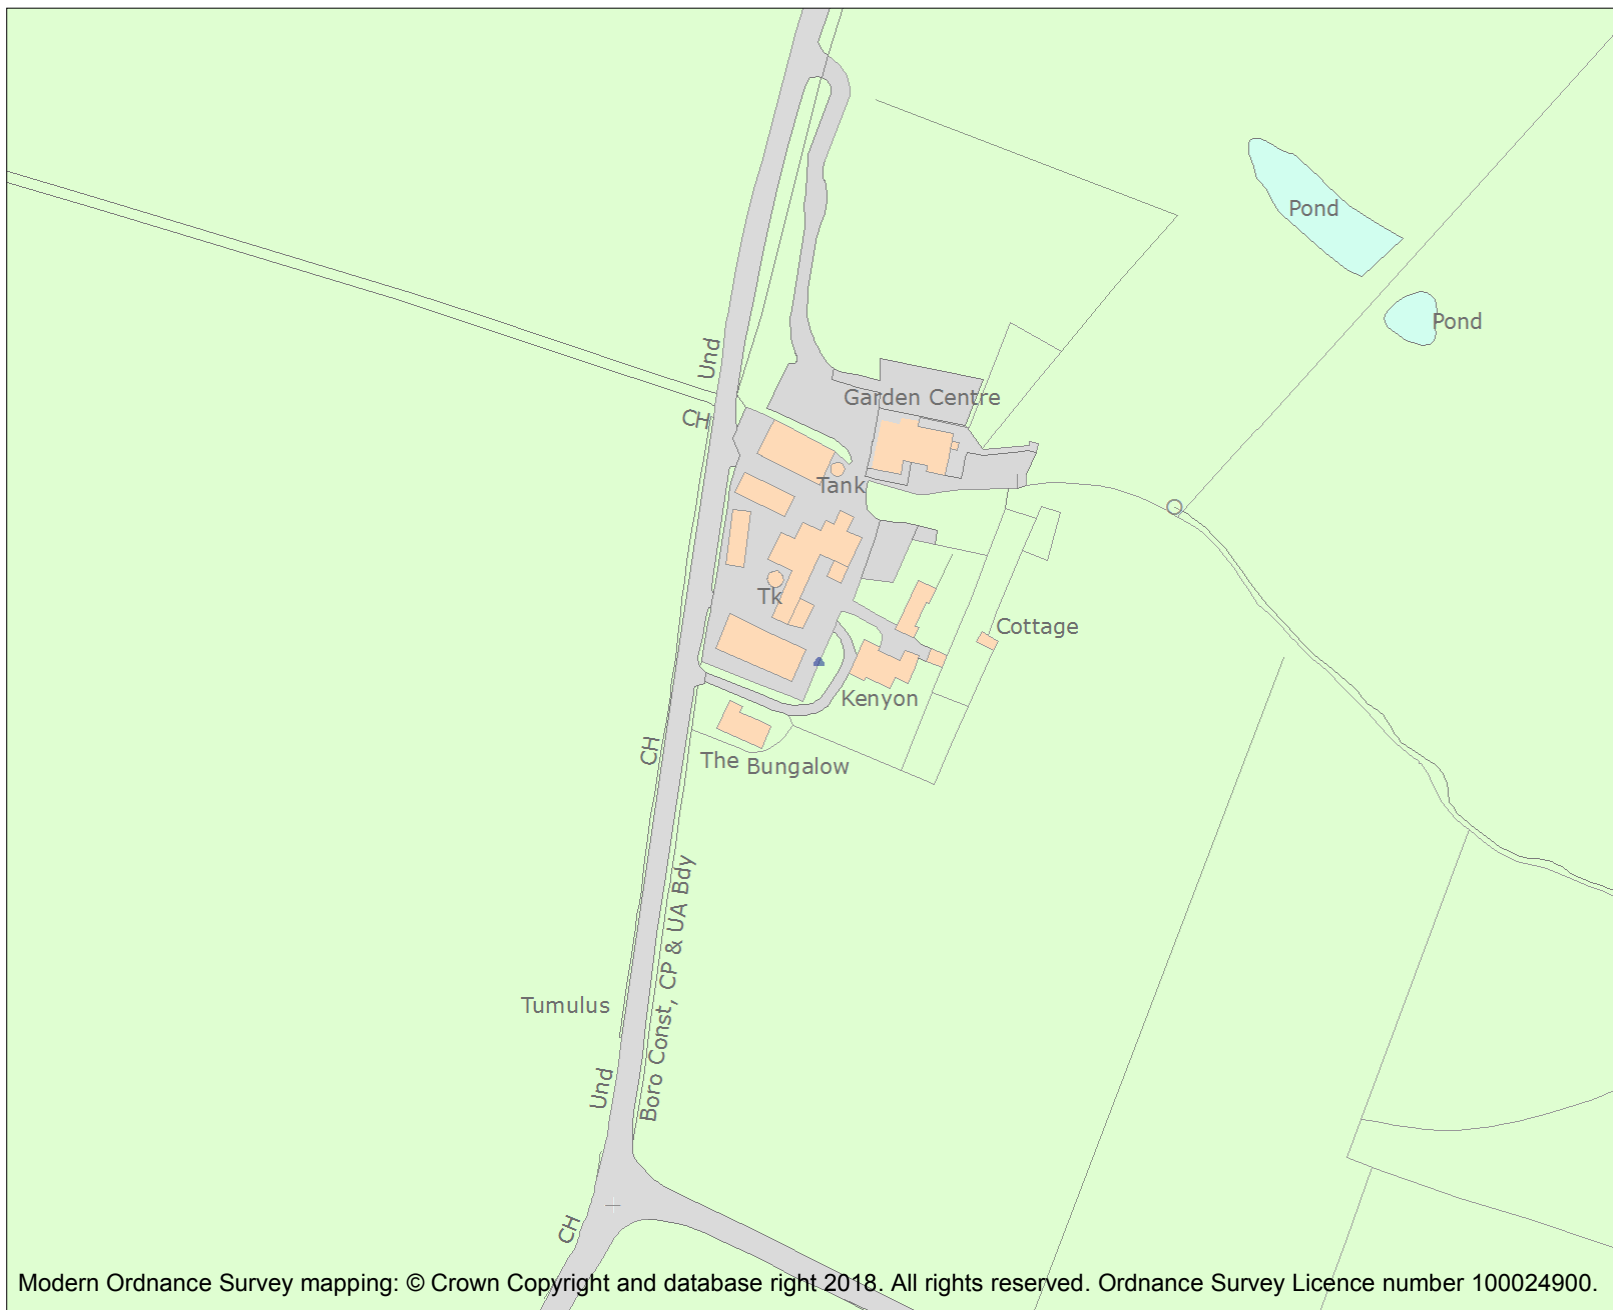 Pond
Pond
Und
CH
Garden Centre
Tank
Tk
Cottage
Kenyon
The Bungalow
CH
Boro Const, CP & UA Bdy
Tumulus
Und
CH
Modern Ordnance Survey mapping: © Crown Copyright and database right 2018. All rights reserved. Ordnance Survey Licence number 100024900.